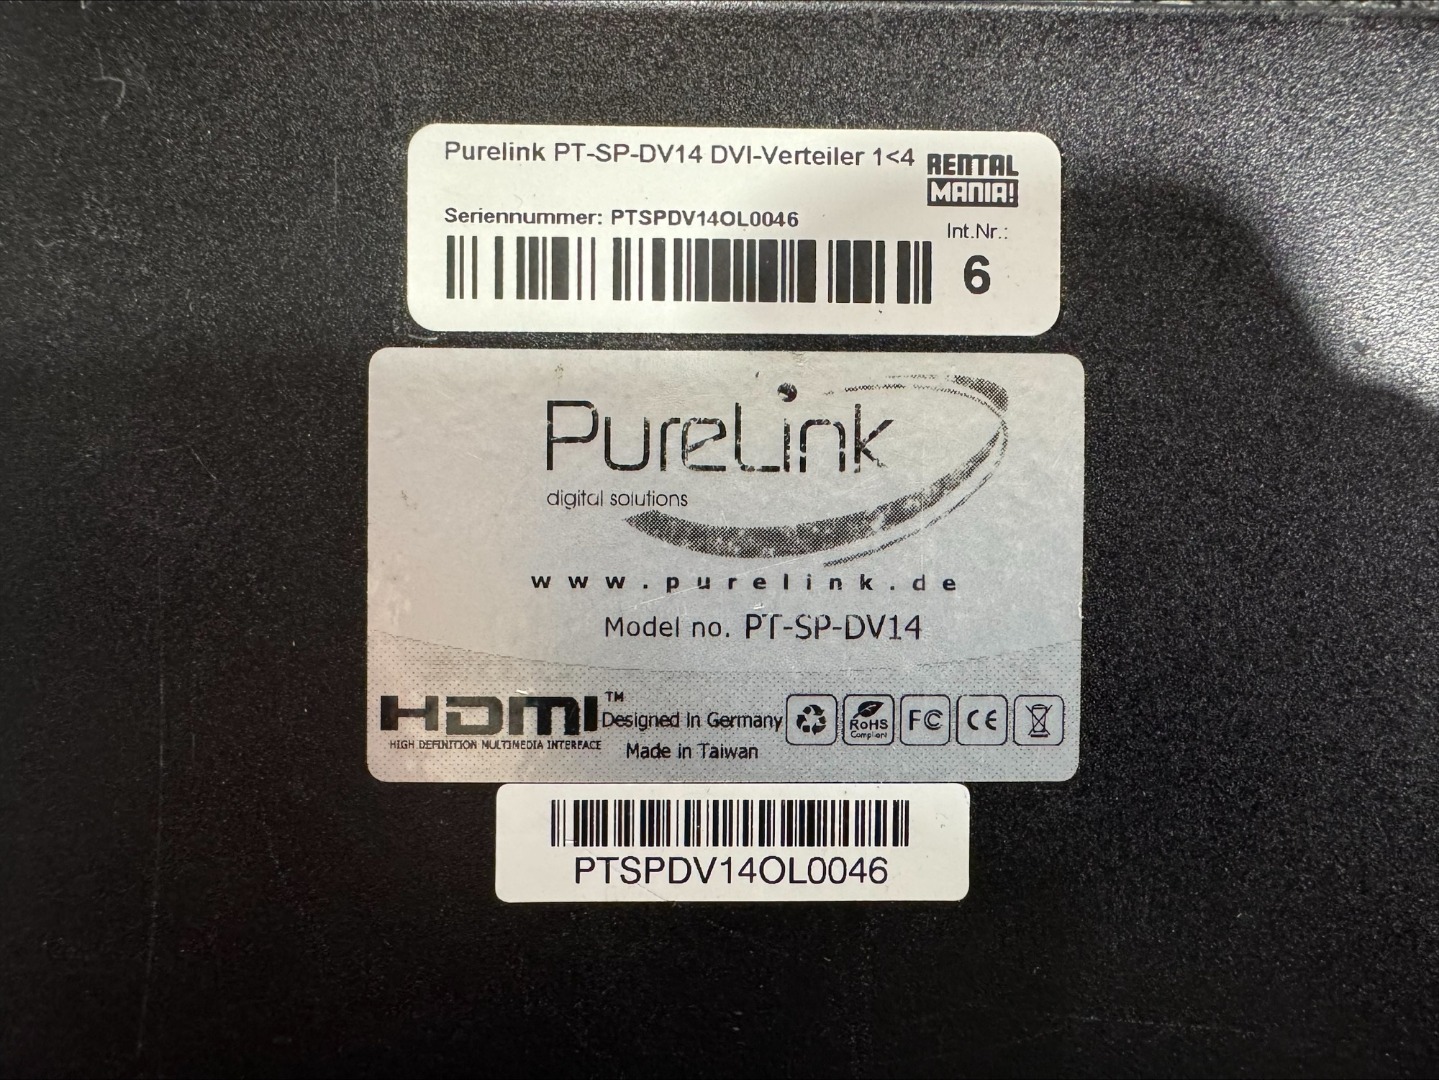 Purelink PT-SP-DV14 DVI-Verteiler 1<4
RENTAL
MANIA!
Seriennummer: PTSPDV14OL0046
Int.Nr.:
6
PureLink
digital solutions
www.purelink.de
Model no. PT-SP-DV14
HDMI™
HIGH DEFINITION MULTIMEDIA INTERFACE
Designed In Germany
Made in Taiwan
RoHS
Compliant
FC
CE
PTSPDV14OL0046